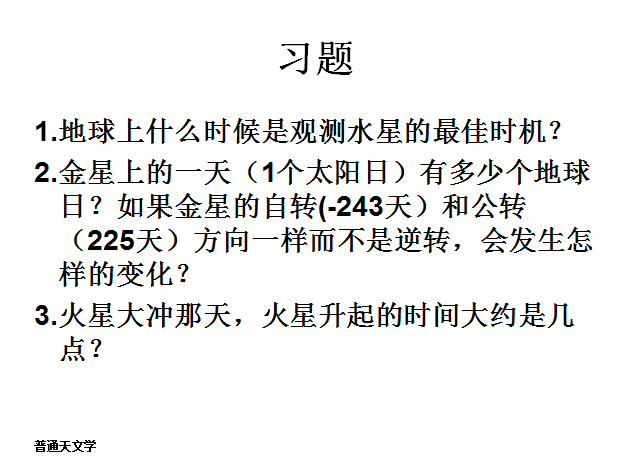 习题
1.地球上什么时候是观测水星的最佳时机？
2.金星上的一天（1个太阳日）有多少个地球
日？如果金星的自转(-243天）和公转
（225天）方向一样而不是逆转，会发生怎
样的变化？
3.火星大冲那天，火星升起的时间大约是几
点？
普通天文学